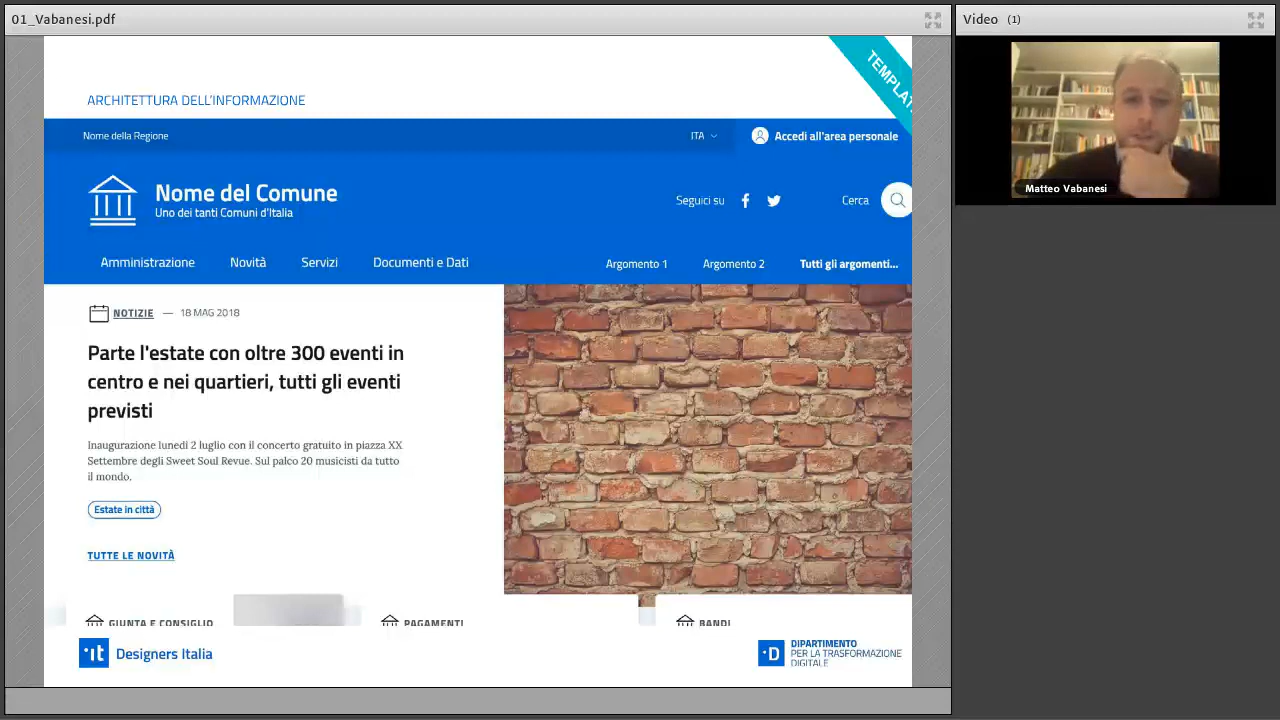 01_Vabanesi.pdf
Video (1)
TEMPLAT
ARCHITETTURA DELL'INFORMAZIONE
Nome della Regione
ITA
Accedi all'area personale
Nome del Comune
Uno dei tanti Comuni d'Italia
Seguici su
Cerca
Amministrazione
Novità
Servizi
Documenti e Dati
Argomento 1
Argomento 2
Tutti gli argomenti...
NOTIZIE — 18 MAG 2018
Parte l'estate con oltre 300 eventi in
centro e nei quartieri, tutti gli eventi
previsti
Inaugurazione lunedì 2 luglio con il concerto gratuito in piazza XX
Settembre degli Sweet Soul Revue. Sul palco 20 musicisti da tutto
il mondo.
Estate in città
TUTTE LE NOVITÀ
GIUNTA E CONSIGLIO
PAGAMENTI
BANDI
·it Designers Italia
·D DIPARTIMENTO
PER LA TRASFORMAZIONE
DIGITALE
Matteo Vabanesi